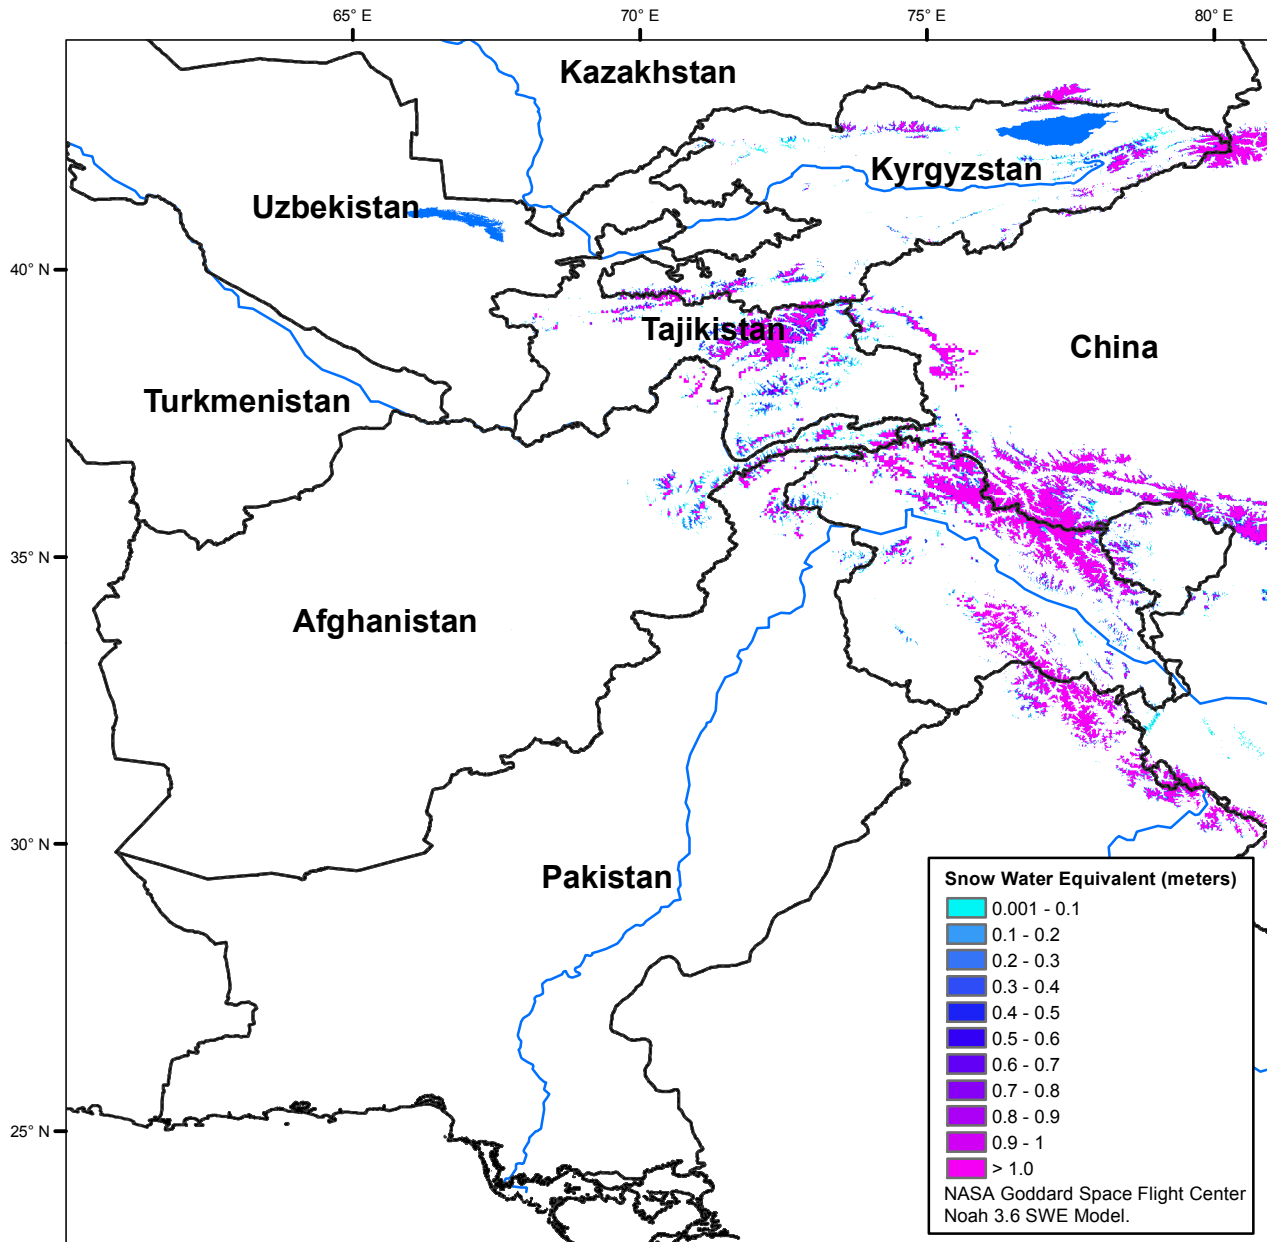 65° E
70° E
75° E
80° E
Kazakhstan
Kyrgyzstan
Uzbekistan
40° N
Tajikistan
China
Turkmenistan
35° N
Afghanistan
30° N
Pakistan
25° N
Snow Water Equivalent (meters)
0.001 - 0.1
0.1 - 0.2
0.2 - 0.3
0.3 - 0.4
0.4 - 0.5
0.5 - 0.6
0.6 - 0.7
0.7 - 0.8
0.8 - 0.9
0.9 - 1
> 1.0
NASA Goddard Space Flight Center
Noah 3.6 SWE Model.